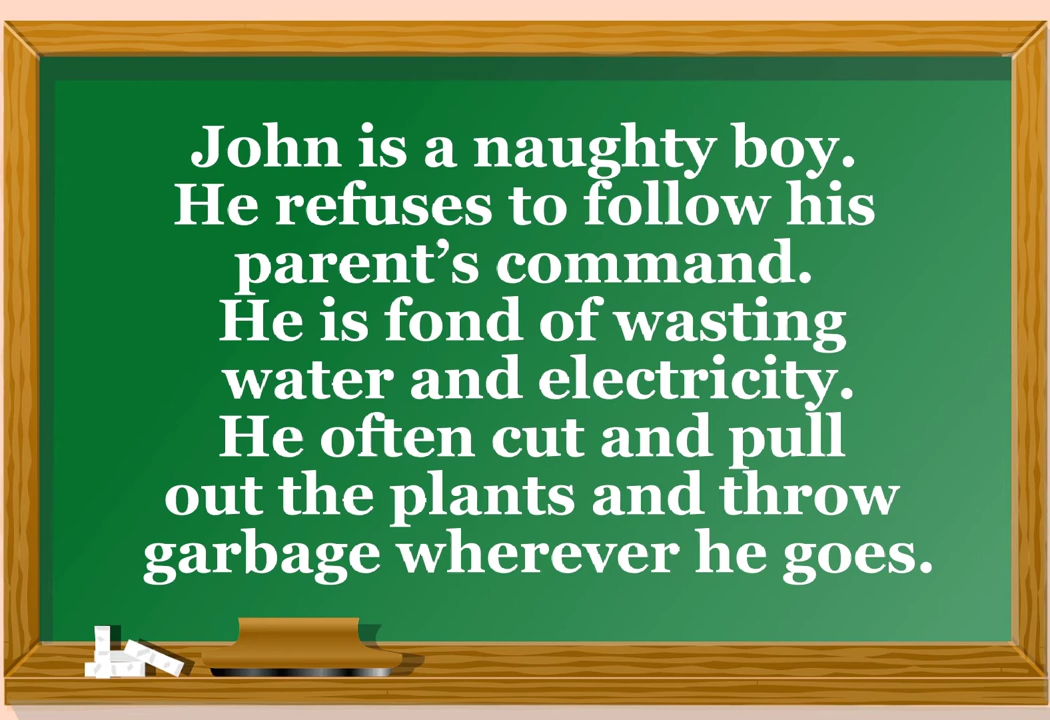 John is a naughty boy.
He refuses to follow his
parent’s command.
He is fond of wasting
water and electricity.
He often cut and pull
out the plants and throw
garbage wherever he goes.